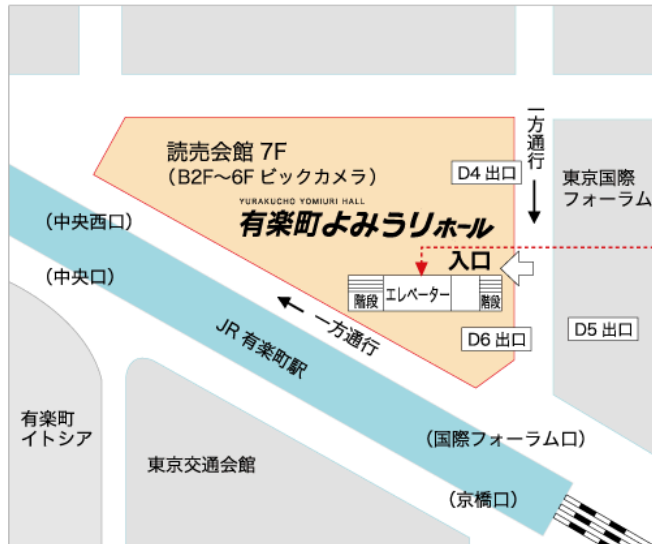 読売会館 7F
（B2F〜6F ビックカメラ）
YURAKUCHO YOMIURI HALL
有楽町よみうりホール
D4 出口
一方通行
東京国際
フォーラム
入口
階段
エレベーター
階段
D6 出口
D5 出口
（中央西口）
（中央口）
一方通行
JR 有楽町駅
有楽町
イトシア
東京交通会館
（国際フォーラム口）
（京橋口）